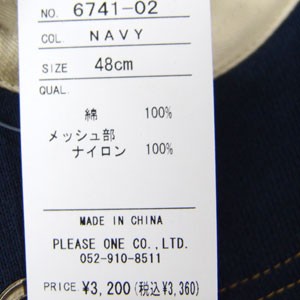 NO. 6741-02
COL. NAVY
SIZE 48cm
QUAL.
綿 100%
メッシュ部
ナイロン 100%
MADE IN CHINA
PLEASE ONE CO.,LTD.
052-910-8511
PRICE ¥3,200(税込¥3,360)